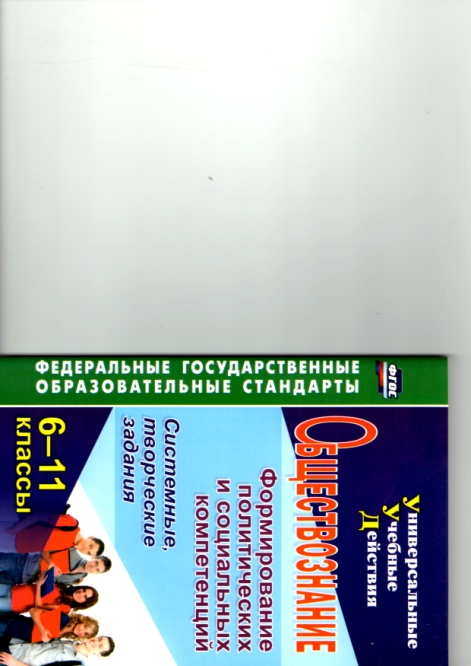 ФЕДЕРАЛЬНЫЕ ГОСУДАРСТВЕННЫЕ
ОБРАЗОВАТЕЛЬНЫЕ СТАНДАРТЫ
ФГОС
Универсальные
Учебные
Действия
ОБЩЕСТВОЗНАНИЕ
Формирование
политических
и социальных
компетенций
Системные,
творческие
задания
6–11
классы